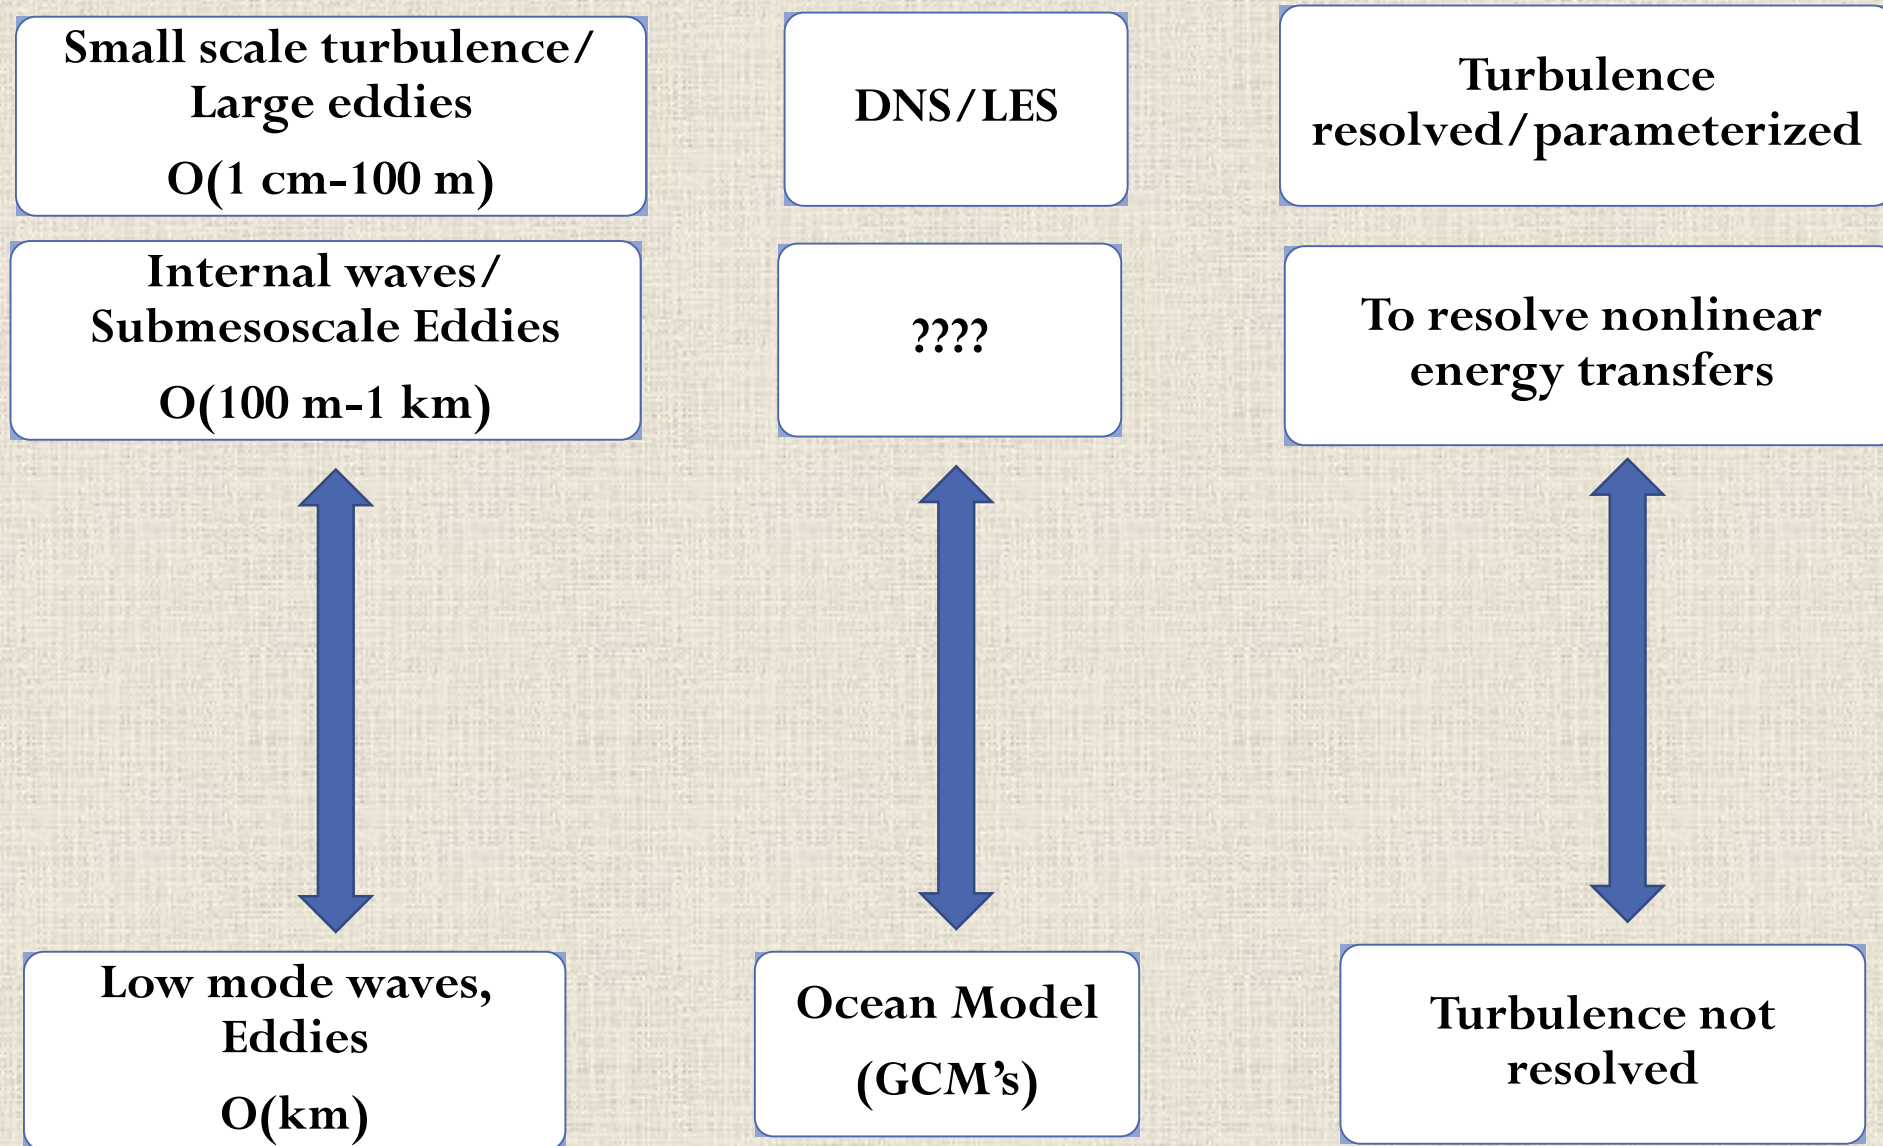 Small scale turbulence/
Large eddies
O(1 cm-100 m)
DNS/LES
Turbulence
resolved/parameterized
Internal waves/
Submesoscale Eddies
O(100 m-1 km)
????
To resolve nonlinear
energy transfers
Low mode waves,
Eddies
O(km)
Ocean Model
(GCM’s)
Turbulence not
resolved